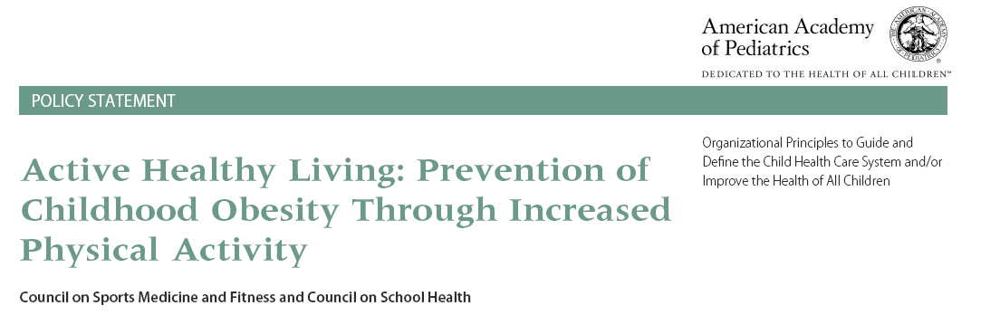 American Academy
of Pediatrics
DEDICATED TO THE HEALTH OF ALL CHILDREN™
POLICY STATEMENT
Organizational Principles to Guide and
Define the Child Health Care System and/or
Improve the Health of All Children
Active Healthy Living: Prevention of
Childhood Obesity Through Increased
Physical Activity
Council on Sports Medicine and Fitness and Council on School Health